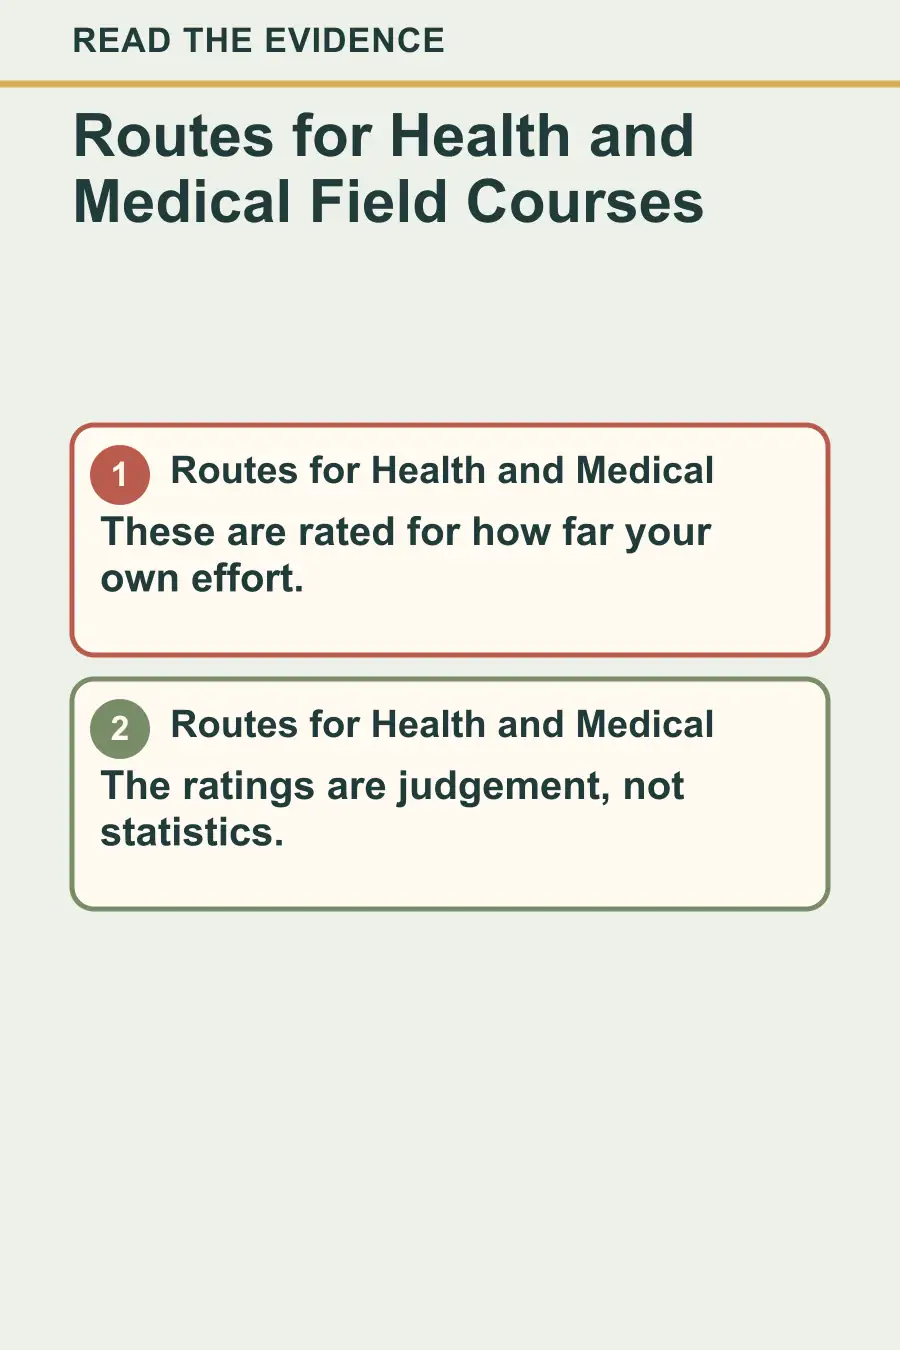 READ THE EVIDENCE
Routes for Health and
Medical Field Courses
1
Routes for Health and Medical
These are rated for how far your
own effort.
2
Routes for Health and Medical
The ratings are judgement, not
statistics.